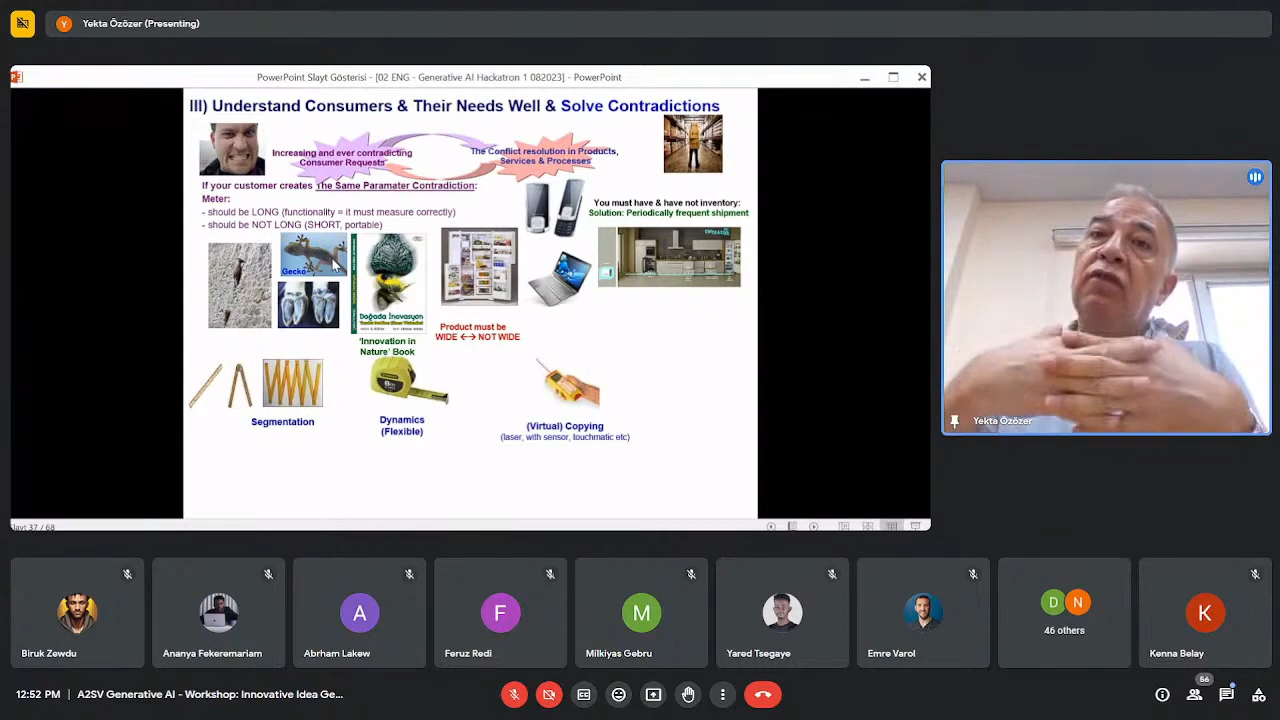 Y
Yekta Özözer (Presenting)
PowerPoint Slayt Gösterisi - [02 ENG - Generative AI Hackatron 1 082023] - PowerPoint
III) Understand Consumers & Their Needs Well & Solve Contradictions
Increasing and ever contradicting
Consumer Requests
The Conflict resolution in Products,
Services & Processes
If your customer creates The Same Paramater Contradiction:
Meter:
- should be LONG (functionality = it must measure correctly)
- should be NOT LONG (SHORT, portable)
You must have & have not inventory:
Solution: Periodically frequent shipment
Gecko
Doğada İnovasyon
Product must be
WIDE <-> NOT WIDE
'Innovation in
Nature' Book
Segmentation
Dynamics
(Flexible)
(Virtual) Copying
(laser, with sensor, touchmatic etc)
Slayt 37 / 68
Yekta Özözer
Biruk Zewdu
Ananya Fekeremariam
A
Abrham Lakew
F
Feruz Redi
M
Milkiyas Gebru
Yared Tsegaye
Emre Varol
D N
46 others
K
Kenna Belay
12:52 PM | A2SV Generative AI - Workshop: Innovative Idea Ge...
56